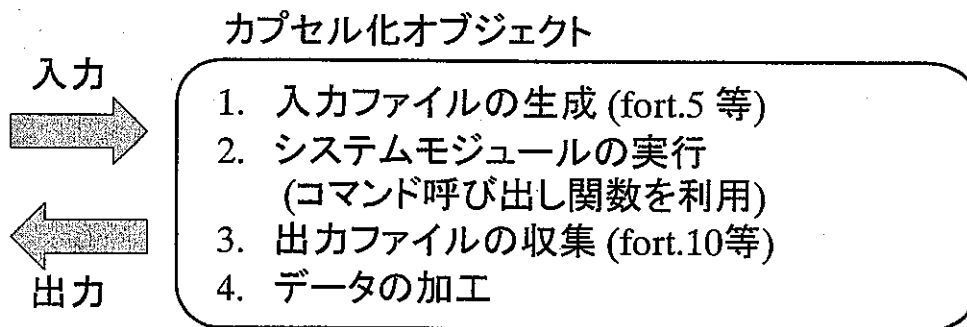 カプセル化オブジェクト
入力
1. 入力ファイルの生成 (fort.5 等)
2. システムモジュールの実行
(コマンド呼び出し関数を利用)
3. 出力ファイルの収集 (fort.10等)
4. データの加工
出力